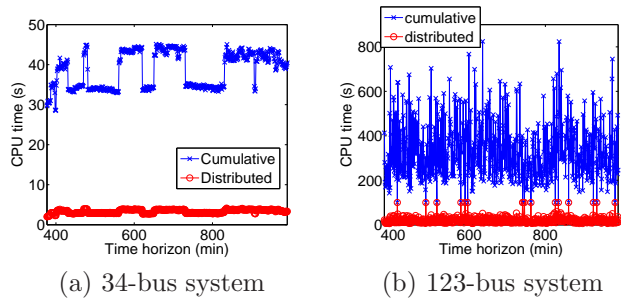 50
40
30
20
10
0
CPU time (s)
Cumulative
Distributed
400 600 800
Time horizon (min)
(a) 34-bus system
cumulative
distributed
800
600
400
200
0
CPU time (s)
400 600 800
Time horizon (min)
(b) 123-bus system